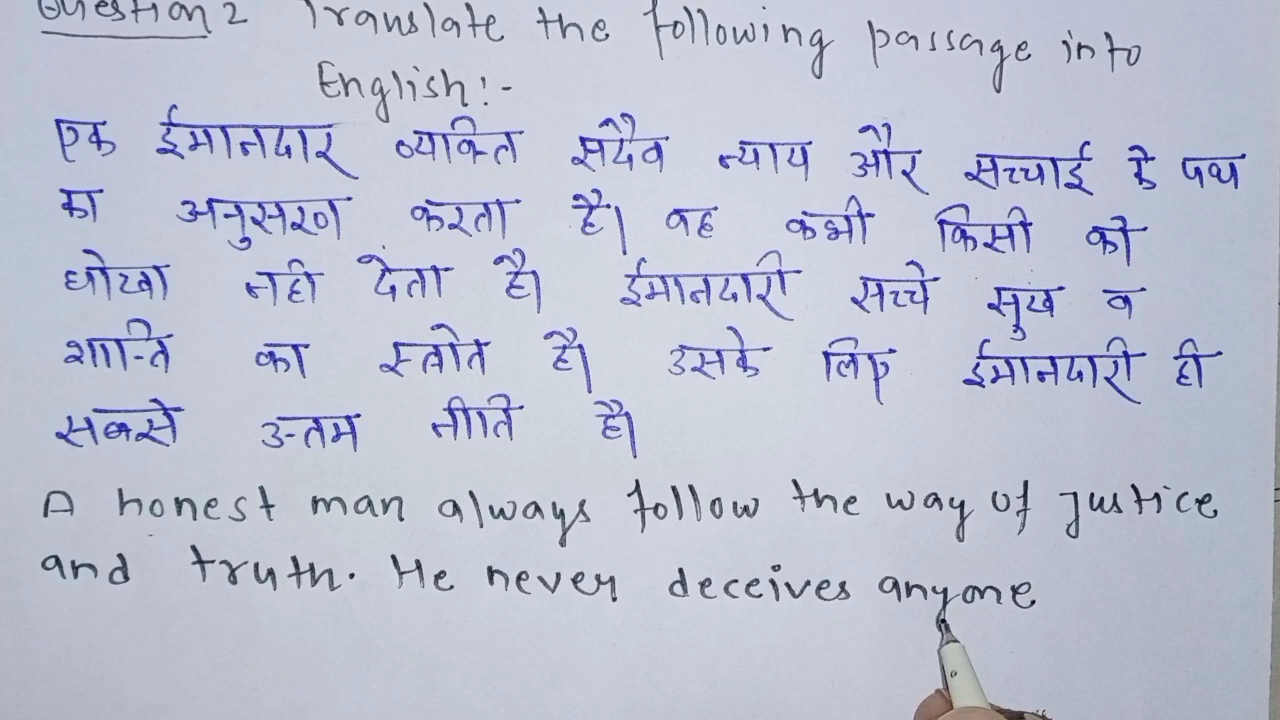 Question 2 Translate the following passage into
English:-
एक ईमानदार व्यक्ति सदैव न्याय और सच्चाई के पथ
का अनुसरण करता है। वह कभी किसी को
धोखा नही देता है। ईमानदारी सच्चे सुख व
शान्ति का स्त्रोत है। उसके लिए ईमानदारी ही
सबसे उत्तम नीति है।
A honest man always follow the way of justice
and truth. He never deceives anyone